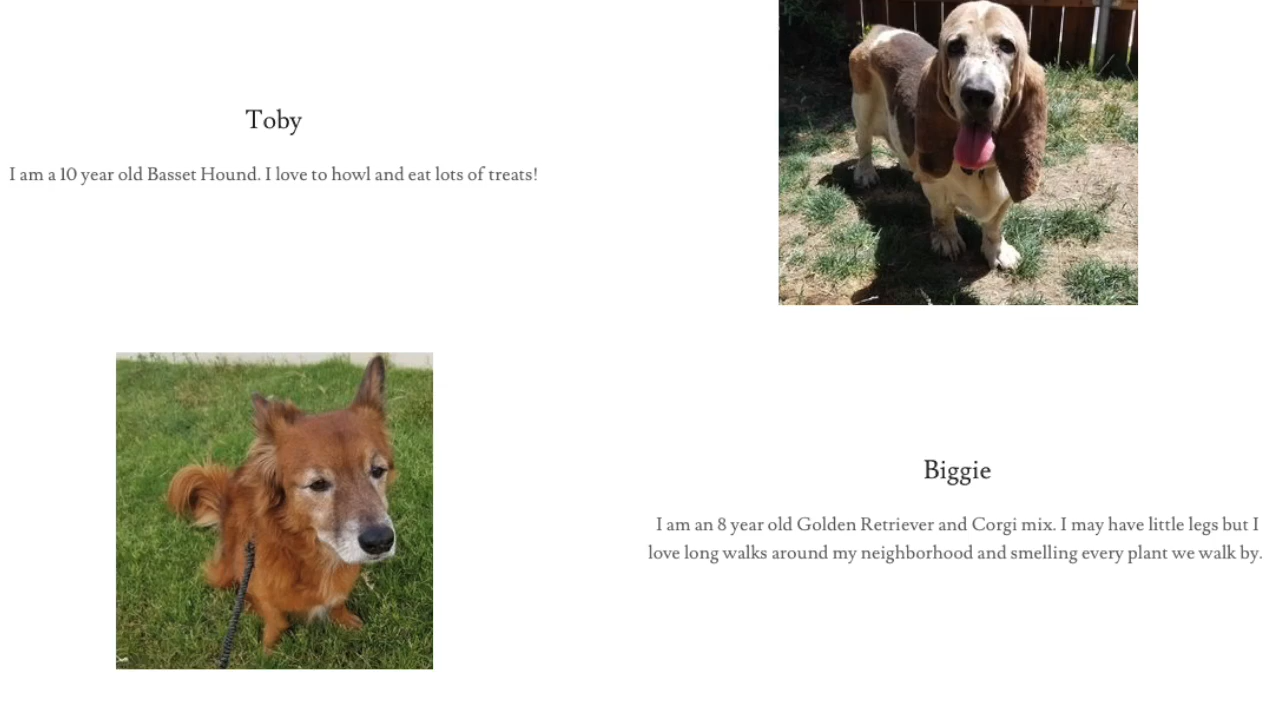 Toby
I am a 10 year old Basset Hound. I love to howl and eat lots of treats!
Biggie
I am an 8 year old Golden Retriever and Corgi mix. I may have little legs but I
love long walks around my neighborhood and smelling every plant we walk by.